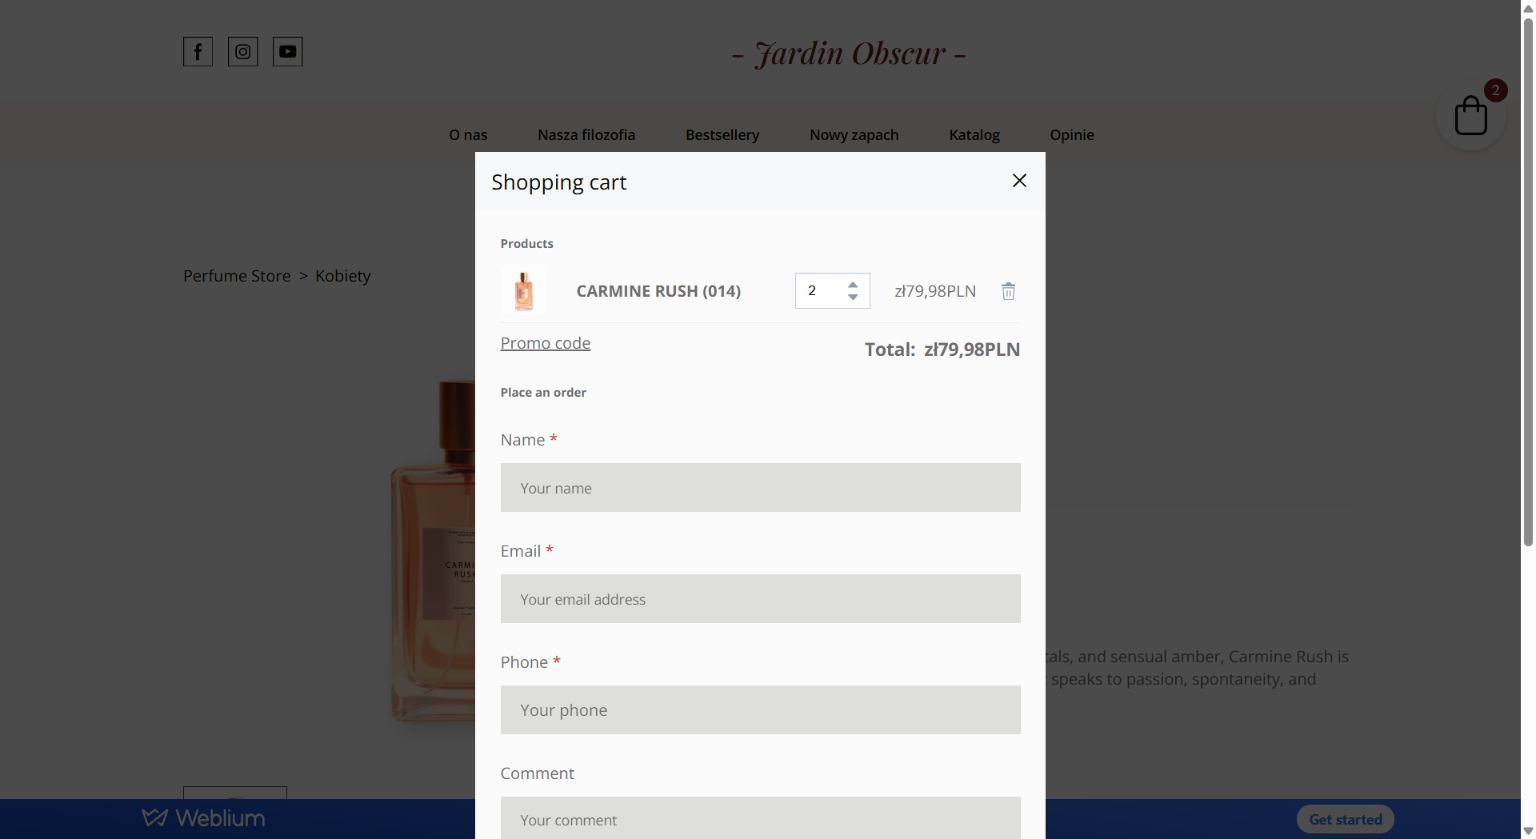 - Jardin Obscur -
2
O nas Nasza filozofia Bestsellery Nowy zapach Katalog Opinie
Shopping cart
Perfume Store > Kobiety
Products
CARMINE RUSH (014) 2 zł79,98PLN
Promo code
Total: zł79,98PLN
Place an order
Name *
Your name
Email *
Your email address
Phone *
Your phone
als, and sensual amber, Carmine Rush is
speaks to passion, spontaneity, and
Comment
Your comment
Weblium
Get started